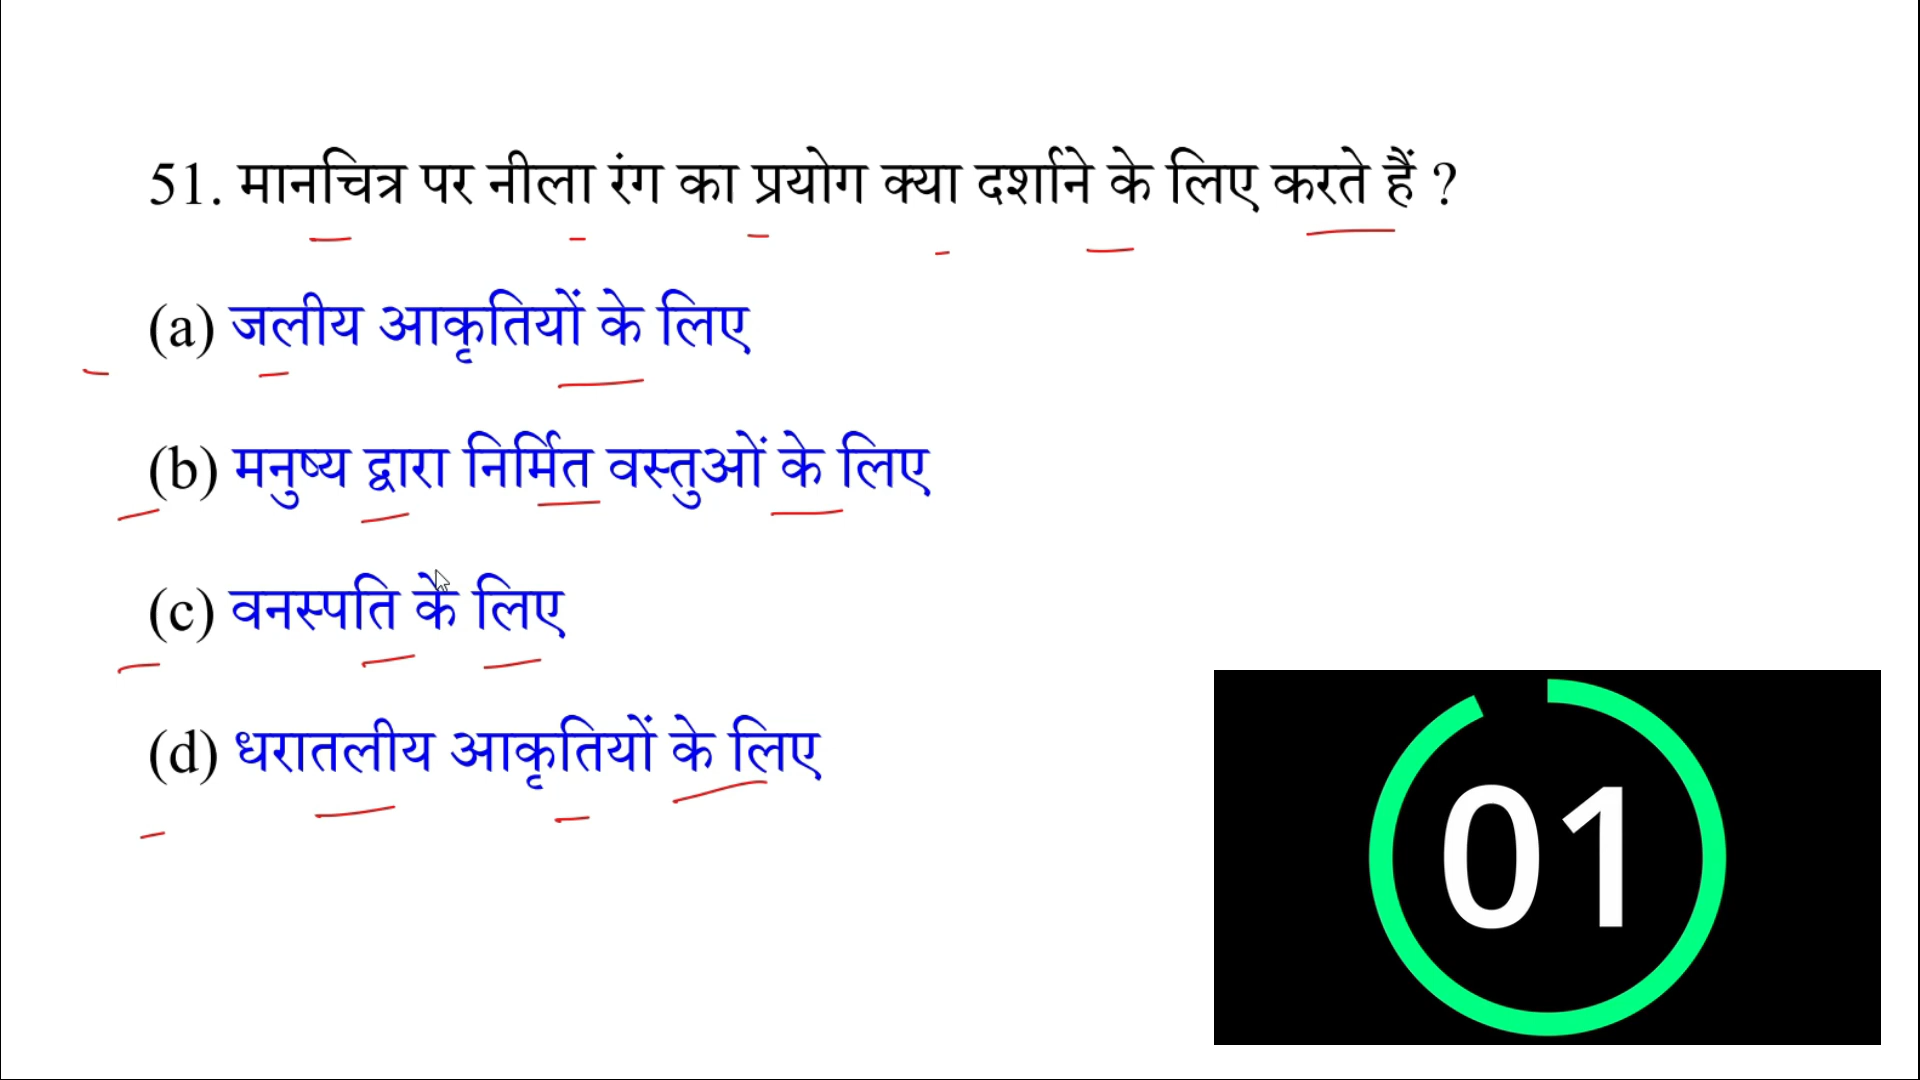 51. मानचित्र पर नीला रंग का प्रयोग क्या दर्शाने के लिए करते हैं ?
(a) जलीय आकृतियों के लिए
(b) मनुष्य द्वारा निर्मित वस्तुओं के लिए
(c) वनस्पति के लिए
(d) धरातलीय आकृतियों के लिए
01